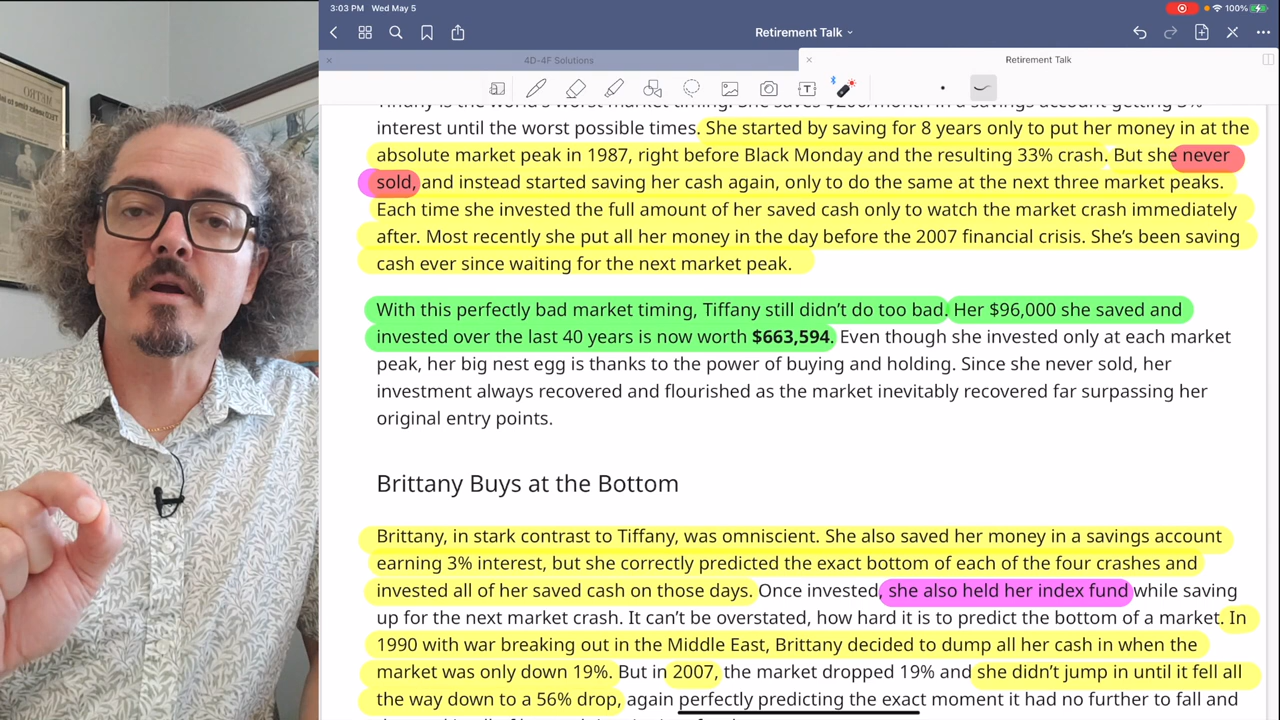 3:03 PM Wed May 5
100%
Retirement Talk
4D-4F Solutions
Retirement Talk
METRO
Tiffany is the world's worst market timing. She saves $200/month in a savings account getting 3%
interest until the worst possible times. She started by saving for 8 years only to put her money in at the
absolute market peak in 1987, right before Black Monday and the resulting 33% crash. But she never
sold, and instead started saving her cash again, only to do the same at the next three market peaks.
Each time she invested the full amount of her saved cash only to watch the market crash immediately
after. Most recently she put all her money in the day before the 2007 financial crisis. She's been saving
cash ever since waiting for the next market peak.
With this perfectly bad market timing, Tiffany still didn't do too bad. Her $96,000 she saved and
invested over the last 40 years is now worth $663,594. Even though she invested only at each market
peak, her big nest egg is thanks to the power of buying and holding. Since she never sold, her
investment always recovered and flourished as the market inevitably recovered far surpassing her
original entry points.
Brittany Buys at the Bottom
Brittany, in stark contrast to Tiffany, was omniscient. She also saved her money in a savings account
earning 3% interest, but she correctly predicted the exact bottom of each of the four crashes and
invested all of her saved cash on those days. Once invested, she also held her index fund while saving
up for the next market crash. It can't be overstated, how hard it is to predict the bottom of a market. In
1990 with war breaking out in the Middle East, Brittany decided to dump all her cash in when the
market was only down 19%. But in 2007, the market dropped 19% and she didn't jump in until it fell all
the way down to a 56% drop, again perfectly predicting the exact moment it had no further to fall and